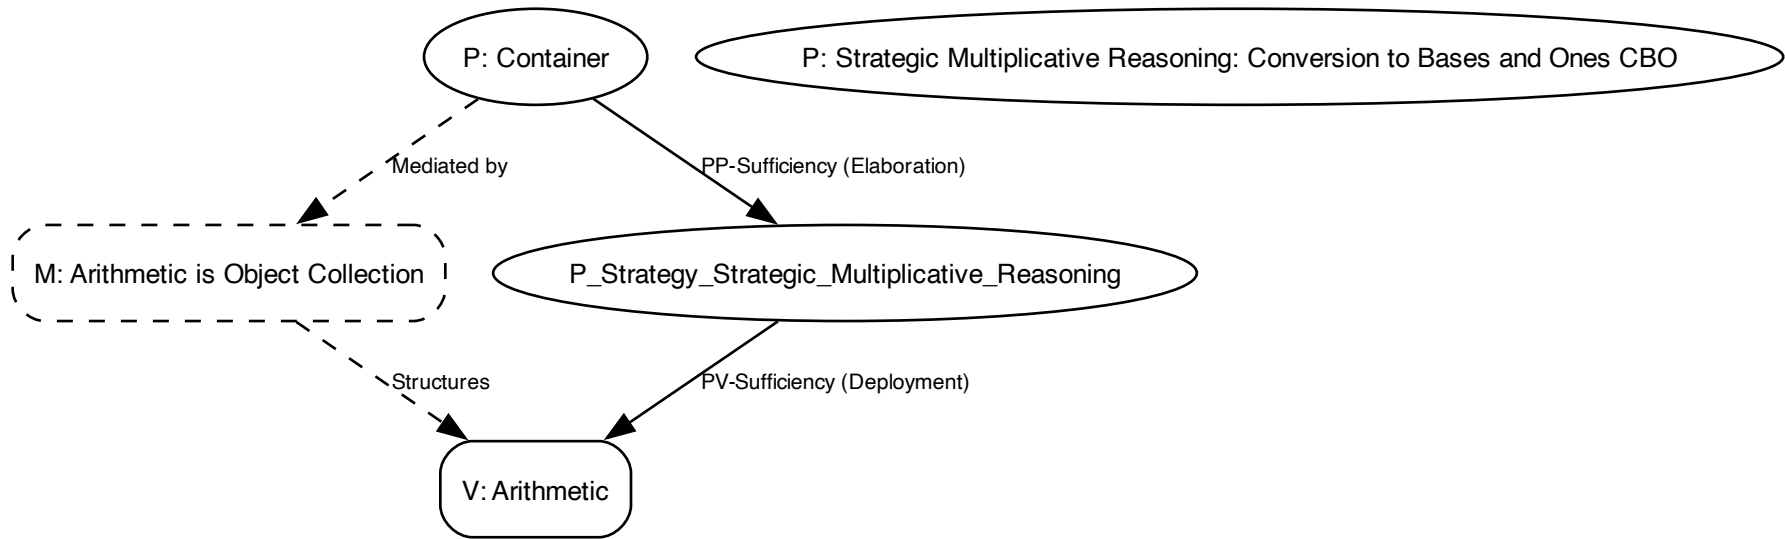 P: Container
P: Strategic Multiplicative Reasoning: Conversion to Bases and Ones CBO
Mediated by
PP-Sufficiency (Elaboration)
M: Arithmetic is Object Collection
P_Strategy_Strategic_Multiplicative_Reasoning
Structures
PV-Sufficiency (Deployment)
V: Arithmetic